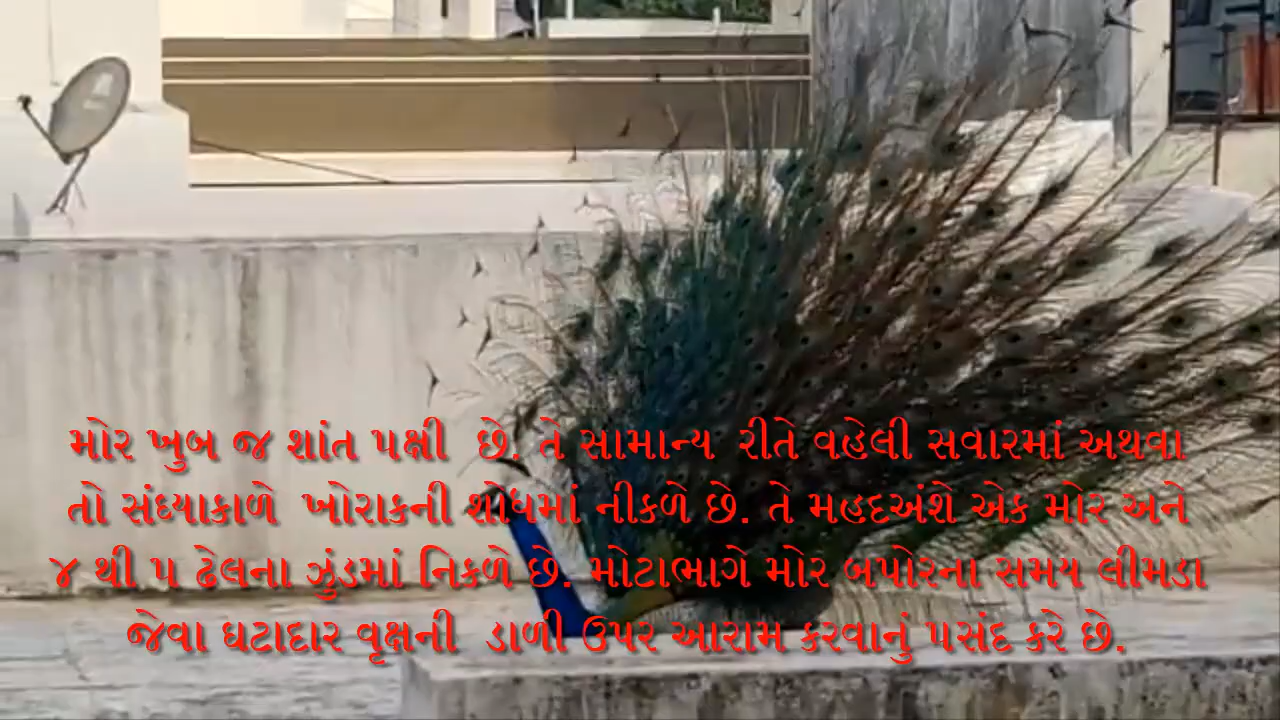 મોર ખુબ જ શાંત પક્ષી છે. તે સામાન્ય રીતે વહેલી સવારમાં અથવા
તો સંદયાકાળે ખોરાકની શોધમાં નીકળે છે. તે મહદઅંશે એક મોર અને
૪ થી ૫ ઢેલના ઝુંડમાં નિકળે છે. મોટાભાગે મોર બપોરના સમય લીમડા
જેવા ઘટાદાર વૃક્ષની ડાળી ઉપર આરામ કરવાનું પસંદ કરે છે.